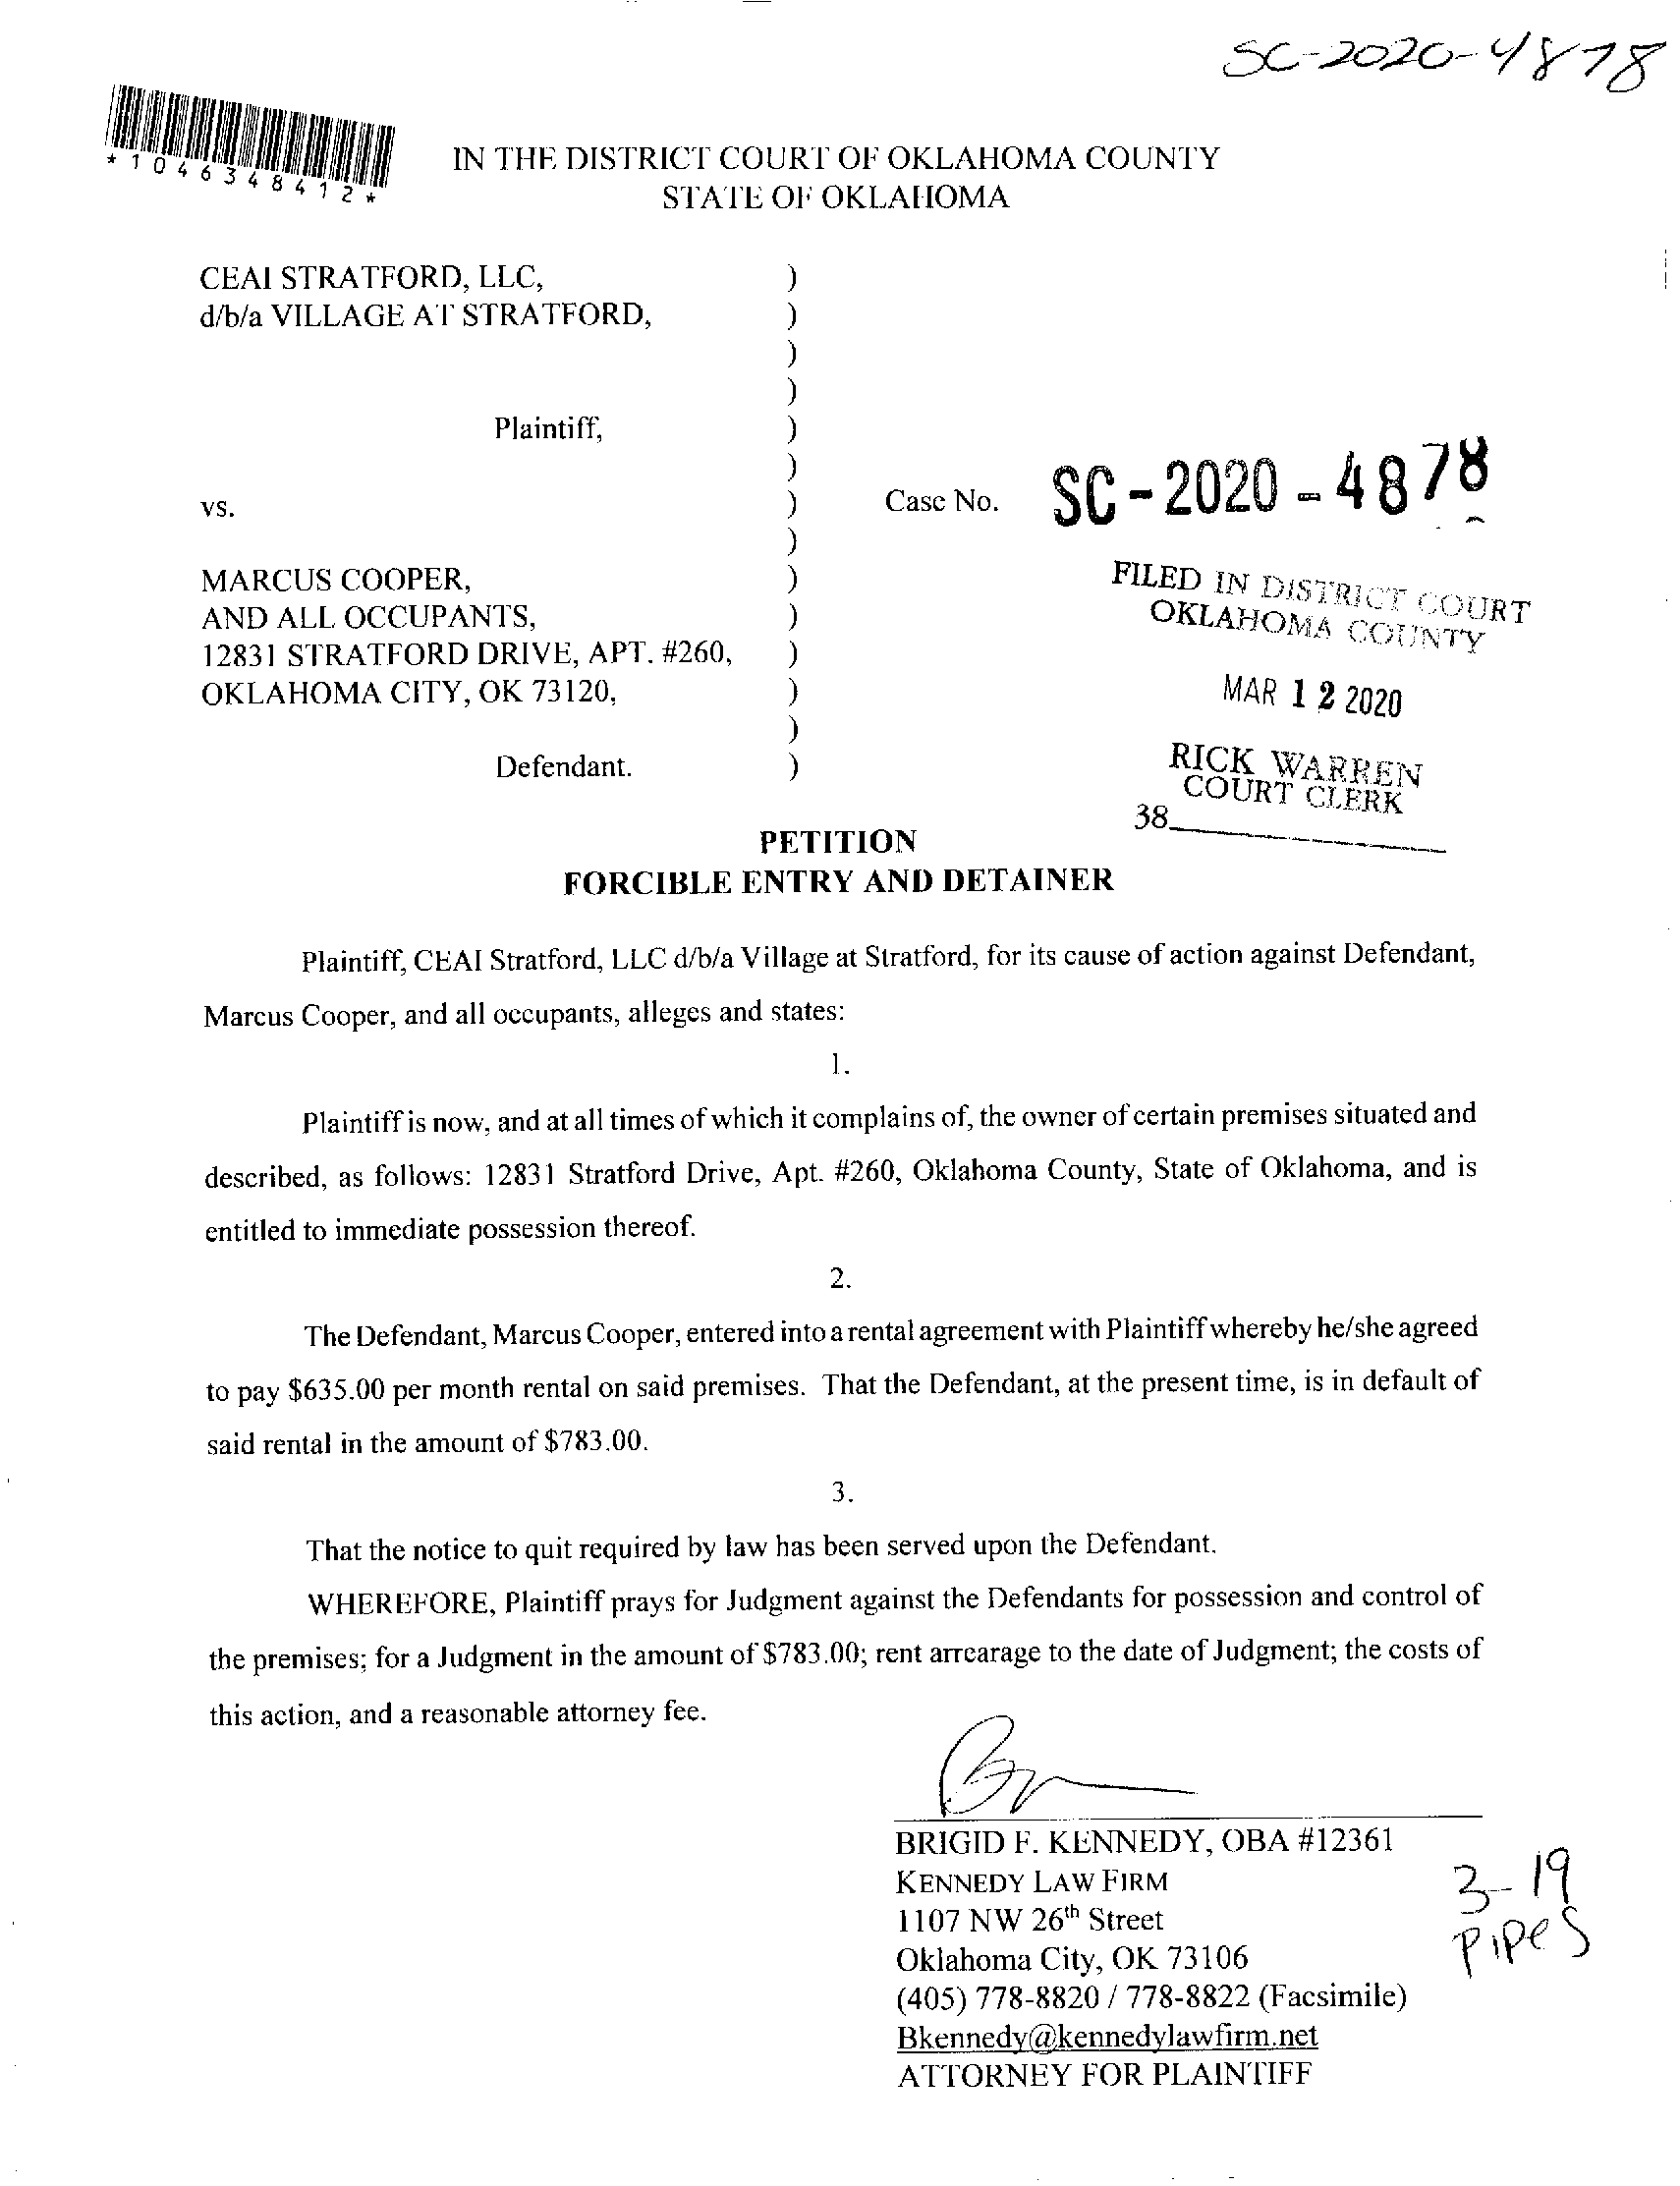 SC-2020-4878
*1046348412*
IN THE DISTRICT COURT OF OKLAHOMA COUNTY
STATE OF OKLAHOMA
CEAI STRATFORD, LLC, )
d/b/a VILLAGE AT STRATFORD, )
)
)
Plaintiff, )
)
vs. ) Case No. SC-2020-4878
)
MARCUS COOPER, )
AND ALL OCCUPANTS, )
12831 STRATFORD DRIVE, APT. #260, )
OKLAHOMA CITY, OK 73120, )
)
Defendant. )
FILED IN DISTRICT COURT
OKLAHOMA COUNTY
MAR 12 2020
RICK WARREN
COURT CLERK
38
PETITION
FORCIBLE ENTRY AND DETAINER
Plaintiff, CEAI Stratford, LLC d/b/a Village at Stratford, for its cause of action against Defendant,
Marcus Cooper, and all occupants, alleges and states:
1.
Plaintiff is now, and at all times of which it complains of, the owner of certain premises situated and
described, as follows: 12831 Stratford Drive, Apt. #260, Oklahoma County, State of Oklahoma, and is
entitled to immediate possession thereof.
2.
The Defendant, Marcus Cooper, entered into a rental agreement with Plaintiff whereby he/she agreed
to pay $635.00 per month rental on said premises. That the Defendant, at the present time, is in default of
said rental in the amount of $783.00.
3.
That the notice to quit required by law has been served upon the Defendant.
WHEREFORE, Plaintiff prays for Judgment against the Defendants for possession and control of
the premises; for a Judgment in the amount of $783.00; rent arrearage to the date of Judgment; the costs of
this action, and a reasonable attorney fee.
BRIGID F. KENNEDY, OBA #12361
KENNEDY LAW FIRM
1107 NW 26th Street
Oklahoma City, OK 73106
(405) 778-8820 / 778-8822 (Facsimile)
Bkennedy@kennedylawfirm.net
ATTORNEY FOR PLAINTIFF
3-19
PIPes